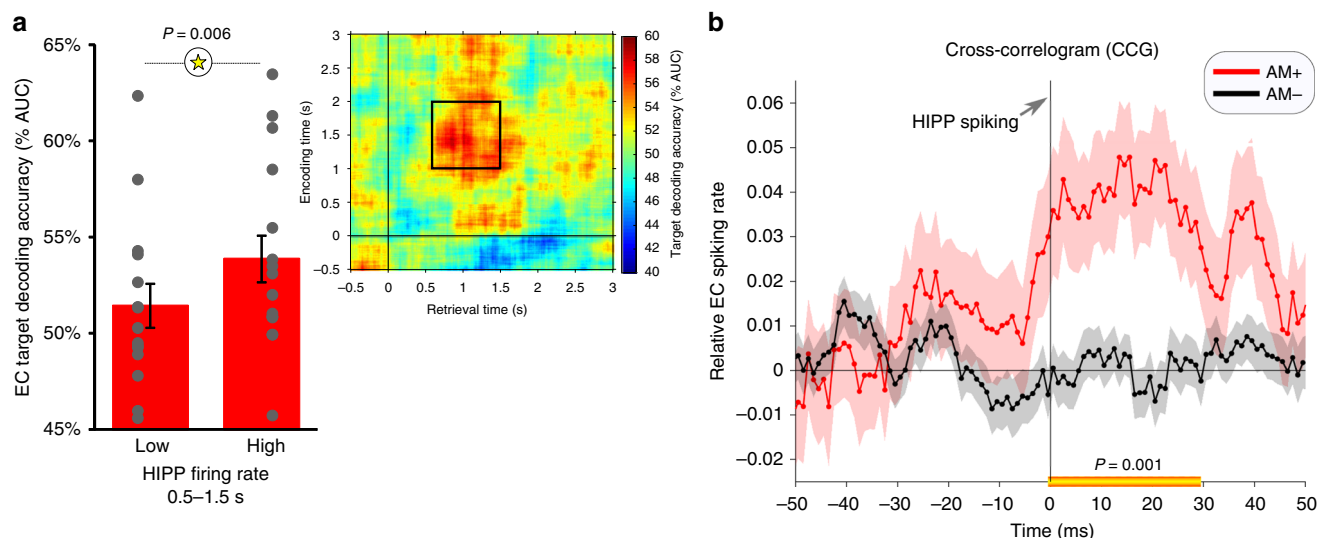 a
P = 0.006
65%
60%
55%
50%
45%
EC target decoding accuracy (% AUC)
Low
High
HIPP firing rate
0.5–1.5 s
3
2.5
2
1.5
1
0.5
0
–0.5
Encoding time (s)
–0.5
0
0.5
1
1.5
2
2.5
3
Retrieval time (s)
60
58
56
54
52
50
48
46
44
42
40
Target decoding accuracy (% AUC)
b
Cross-correlogram (CCG)
AM+
AM–
HIPP spiking
0.06
0.05
0.04
0.03
0.02
0.01
0
–0.01
–0.02
Relative EC spiking rate
P = 0.001
–50
–40
–30
–20
–10
0
10
20
30
40
50
Time (ms)